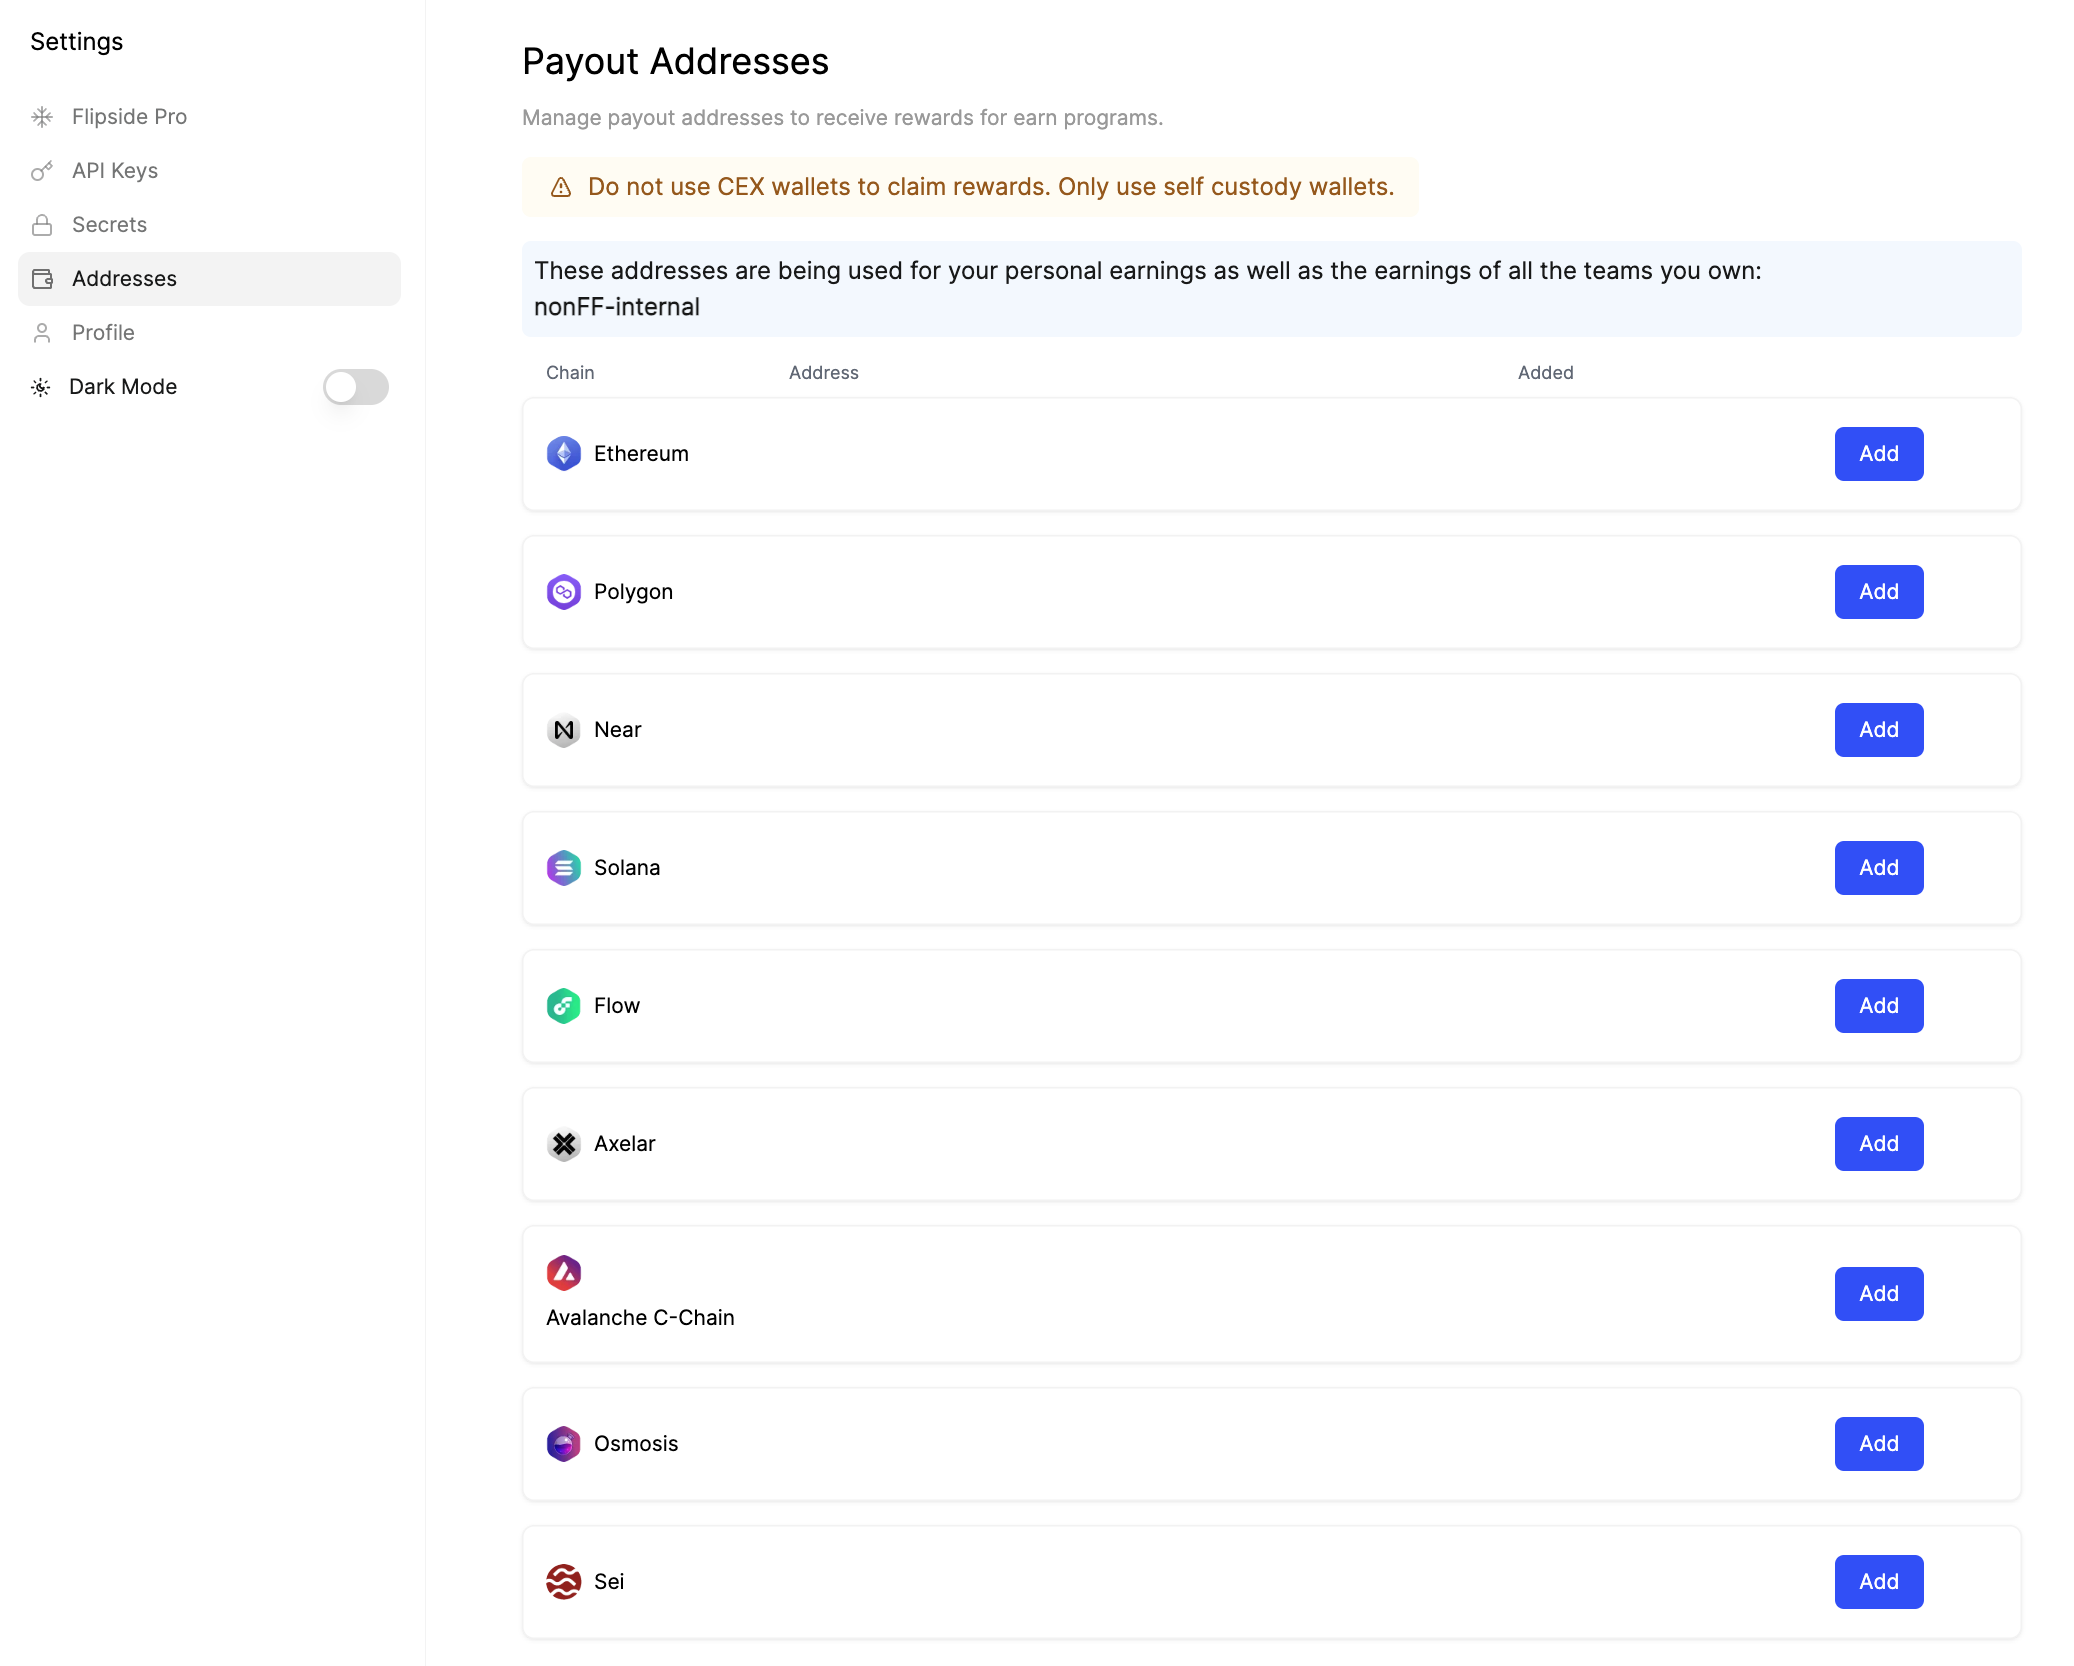 Settings
Flipside Pro
API Keys
Secrets
Addresses
Profile
Dark Mode
Payout Addresses
Manage payout addresses to receive rewards for earn programs.
Do not use CEX wallets to claim rewards. Only use self custody wallets.
These addresses are being used for your personal earnings as well as the earnings of all the teams you own:
nonFF-internal
Chain Address Added
Ethereum Add
Polygon Add
Near Add
Solana Add
Flow Add
Axelar Add
Avalanche C-Chain Add
Osmosis Add
Sei Add